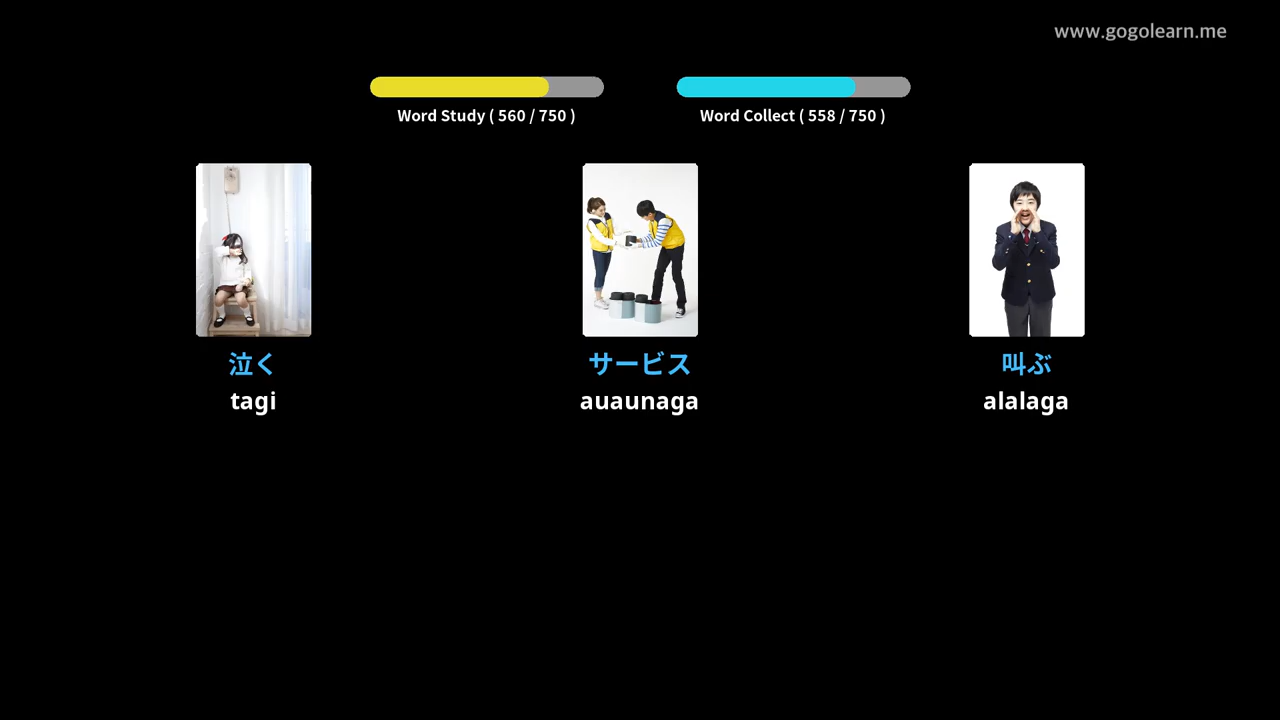 www.gogolearn.me
Word Study ( 560 / 750 )
Word Collect ( 558 / 750 )
泣く
サービス
叫ぶ
tagi
auaunaga
alalaga